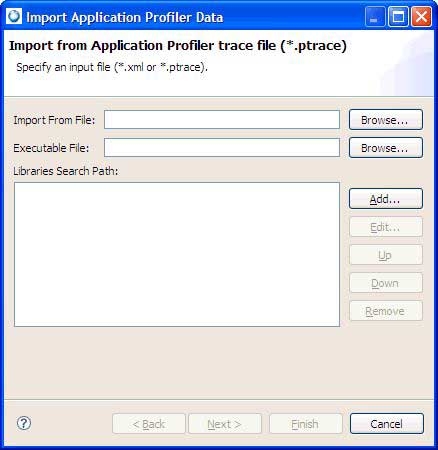 Import Application Profiler Data
Import from Application Profiler trace file (*.ptrace)
Specify an input file (*.xml or *.ptrace).
Import From File:
Browse...
Executable File:
Browse...
Libraries Search Path:
Add...
Edit...
Up
Down
Remove
?
< Back
Next >
Finish
Cancel